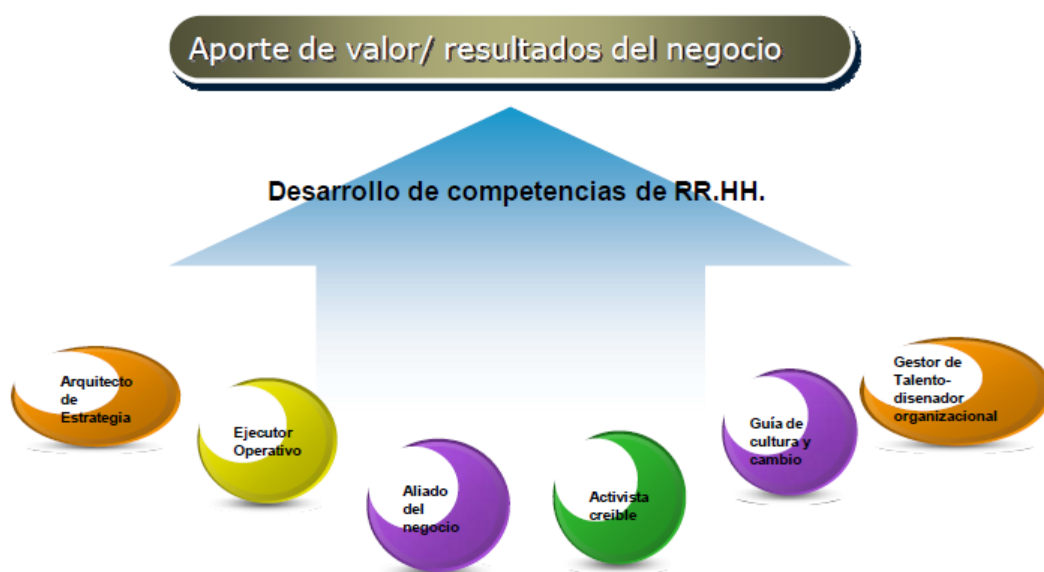 Aporte de valor/ resultados del negocio
Desarrollo de competencias de RR.HH.
Arquitecto
de
Estrategia
Ejecutor
Operativo
Aliado
del
negocio
Activista
creible
Guía de
cultura y
cambio
Gestor de
Talento-
disenador
organizacional